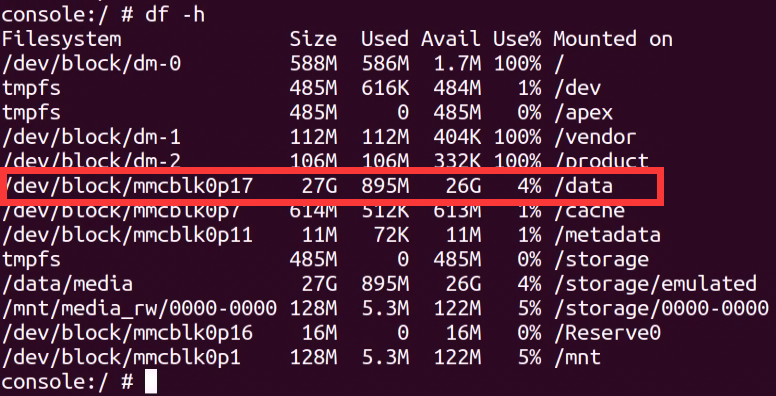 console:/ # df -h
Filesystem Size Used Avail Use% Mounted on
/dev/block/dm-0 588M 586M 1.7M 100% /
tmpfs 485M 616K 484M 1% /dev
tmpfs 485M 0 485M 0% /apex
/dev/block/dm-1 112M 112M 404K 100% /vendor
/dev/block/dm-2 106M 106M 332K 100% /product
/dev/block/mmcblk0p17 27G 895M 26G 4% /data
/dev/block/mmcblk0p7 614M 512K 613M 1% /cache
/dev/block/mmcblk0p11 11M 72K 11M 1% /metadata
tmpfs 485M 0 485M 0% /storage
/data/media 27G 895M 26G 4% /storage/emulated
/mnt/media_rw/0000-0000 128M 5.3M 122M 5% /storage/0000-0000
/dev/block/mmcblk0p16 16M 0 16M 0% /Reserve0
/dev/block/mmcblk0p1 128M 5.3M 122M 5% /mnt
console:/ #